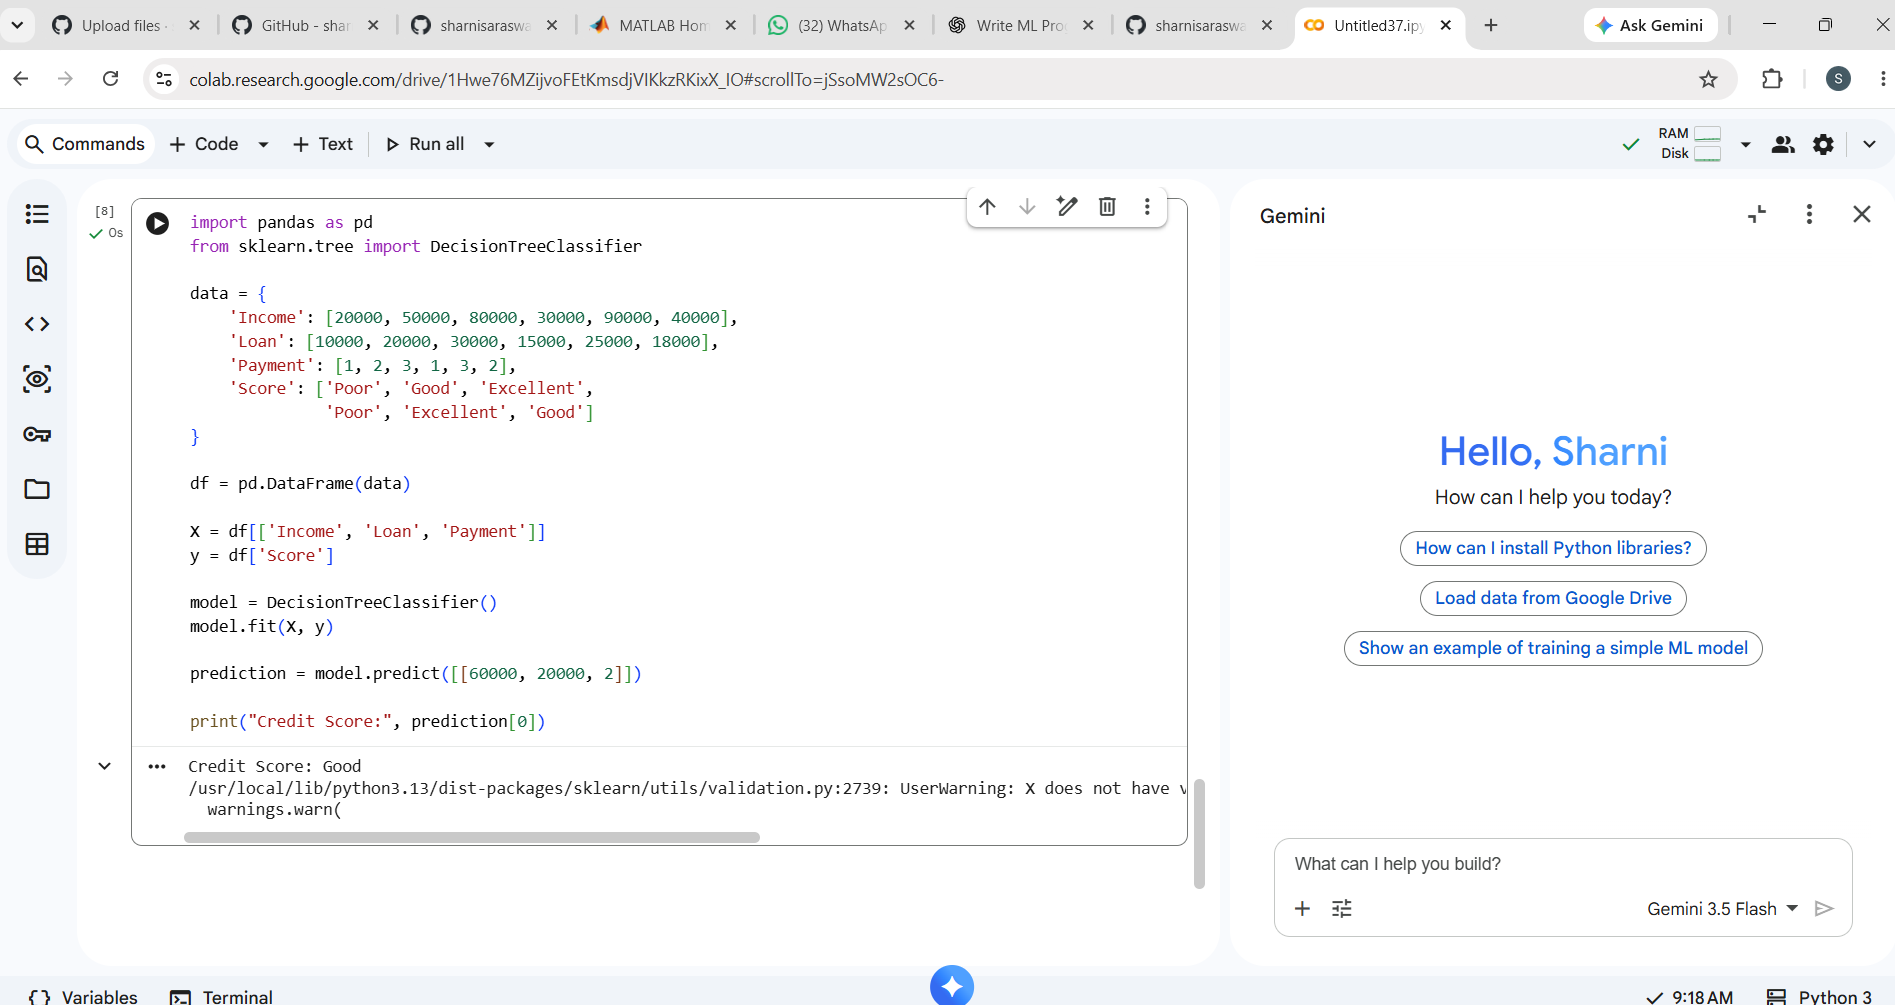 Upload files ·
GitHub - shar
sharnisaraswa
MATLAB Hom
(32) WhatsAp
Write ML Pro
sharnisaraswa
Untitled37.ipy
Ask Gemini
colab.research.google.com/drive/1Hwe76MZijvoFEtKmsdjVIKkzRKixX_IO#scrollTo=jSsoMW2sOC6-
S
Commands
+ Code
+ Text
Run all
RAM
Disk
[8]
0s
import pandas as pd
from sklearn.tree import DecisionTreeClassifier
data = {
    'Income': [20000, 50000, 80000, 30000, 90000, 40000],
    'Loan': [10000, 20000, 30000, 15000, 25000, 18000],
    'Payment': [1, 2, 3, 1, 3, 2],
    'Score': ['Poor', 'Good', 'Excellent',
              'Poor', 'Excellent', 'Good']
}
df = pd.DataFrame(data)
X = df[['Income', 'Loan', 'Payment']]
y = df['Score']
model = DecisionTreeClassifier()
model.fit(X, y)
prediction = model.predict([[60000, 20000, 2]])
print("Credit Score:", prediction[0])
Credit Score: Good
/usr/local/lib/python3.13/dist-packages/sklearn/utils/validation.py:2739: UserWarning: X does not have v
  warnings.warn(
Gemini
Hello, Sharni
How can I help you today?
How can I install Python libraries?
Load data from Google Drive
Show an example of training a simple ML model
What can I help you build?
Gemini 3.5 Flash
Variables
Terminal
9:18 AM
Python 3